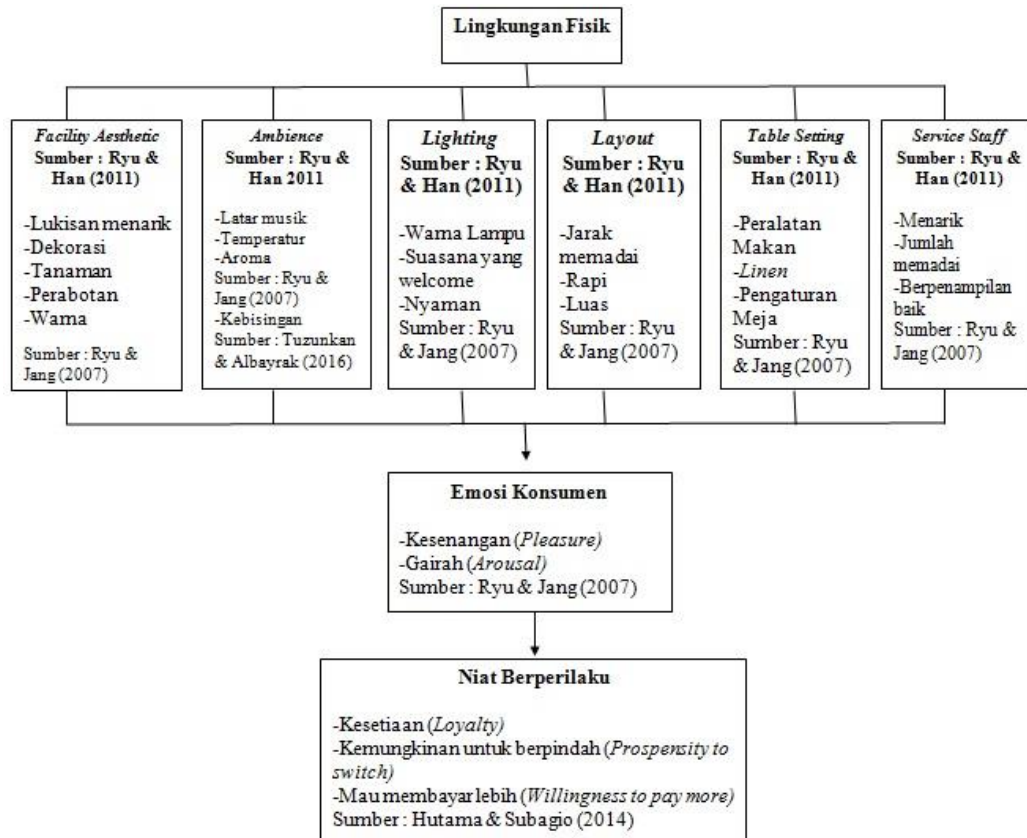 Lingkungan Fisik
Facility Aesthetic
Sumber : Ryu &
Han (2011)
-Lukisan menarik
-Dekorasi
-Tanaman
-Perabotan
-Warna
Sumber : Ryu &
Jang (2007)
Ambience
Sumber : Ryu &
Han 2011
-Latar musik
-Temperatur
-Aroma
Sumber : Ryu &
Jang (2007)
-Kebisingan
Sumber : Tuzunkan
& Albayrak (2016)
Lighting
Sumber : Ryu
& Han (2011)
-Warna Lampu
-Suasana yang
welcome
-Nyaman
Sumber : Ryu
& Jang (2007)
Layout
Sumber : Ryu
& Han (2011)
-Jarak
memadai
-Rapi
-Luas
Sumber : Ryu
& Jang (2007)
Table Setting
Sumber : Ryu &
Han (2011)
-Peralatan
Makan
-Linen
-Pengaturan
Meja
Sumber : Ryu
& Jang (2007)
Service Staff
Sumber : Ryu &
Han (2011)
-Menarik
-Jumlah
memadai
-Berpenampilan
baik
Sumber : Ryu &
Jang (2007)
Emosi Konsumen
-Kesenangan (Pleasure)
-Gairah (Arousal)
Sumber : Ryu & Jang (2007)
Niat Berperilaku
-Kesetiaan (Loyalty)
-Kemungkinan untuk berpindah (Prospensity to
switch)
-Mau membayar lebih (Willingness to pay more)
Sumber : Hutama & Subagio (2014)